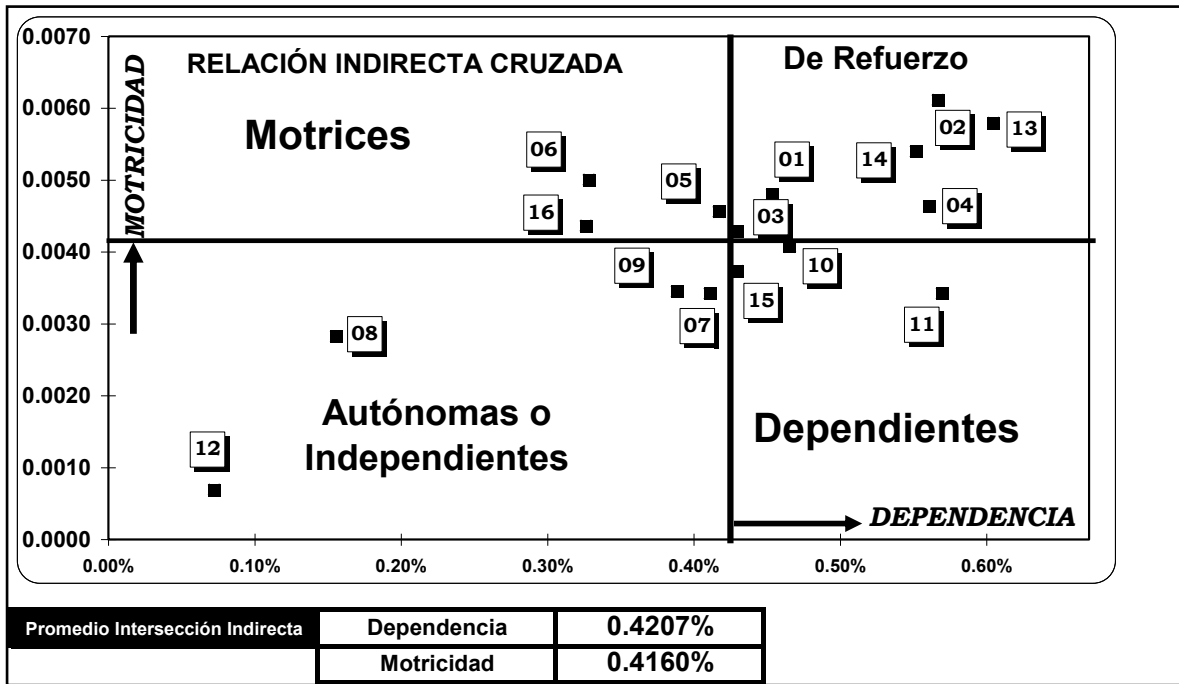 0.0070
0.0060
0.0050
0.0040
0.0030
0.0020
0.0010
0.0000
MOTRICIDAD
RELACIÓN INDIRECTA CRUZADA
De Refuerzo
Motrices
02
13
06
01
14
05
16
03
04
09
10
15
07
11
08
Autónomas o
Independientes
Dependientes
12
DEPENDENCIA
0.00% 0.10% 0.20% 0.30% 0.40% 0.50% 0.60%
Promedio Intersección Indirecta Dependencia 0.4207%
Motricidad 0.4160%